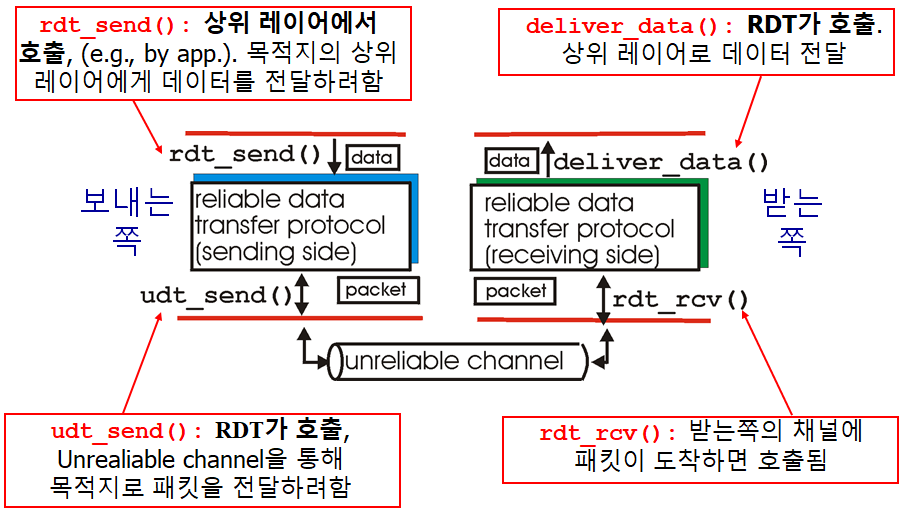 rdt_send(): 상위 레이어에서
호출, (e.g., by app.). 목적지의 상위
레이어에게 데이터를 전달하려함
deliver_data(): RDT가 호출.
상위 레이어로 데이터 전달
rdt_send()
data
data
deliver_data()
보내는
쪽
reliable data
transfer protocol
(sending side)
reliable data
transfer protocol
(receiving side)
받는
쪽
udt_send()
packet
packet
rdt_rcv()
unreliable channel
udt_send(): RDT가 호출,
Unrealiable channel을 통해
목적지로 패킷을 전달하려함
rdt_rcv(): 받는쪽의 채널에
패킷이 도착하면 호출됨